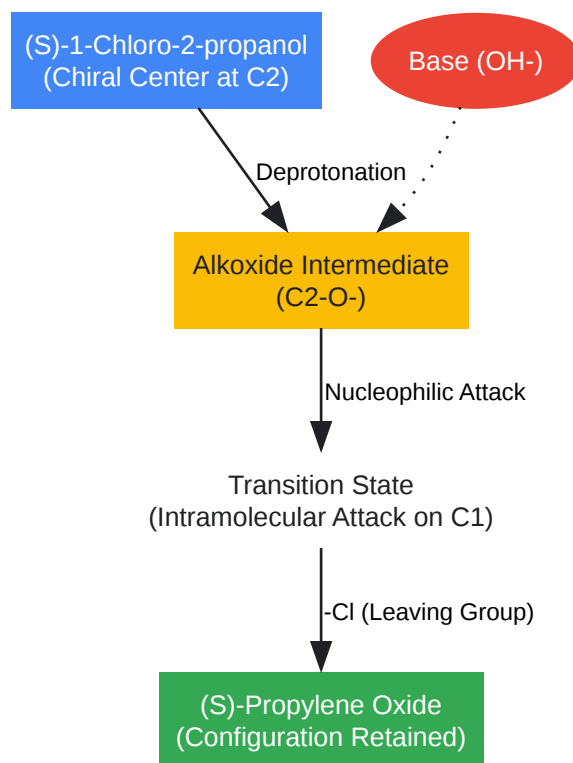 (S)-1-Chloro-2-propanol
(Chiral Center at C2)
Base (OH-)
Deprotonation
Alkoxide Intermediate
(C2-O-)
Nucleophilic Attack
Transition State
(Intramolecular Attack on C1)
-Cl (Leaving Group)
(S)-Propylene Oxide
(Configuration Retained)